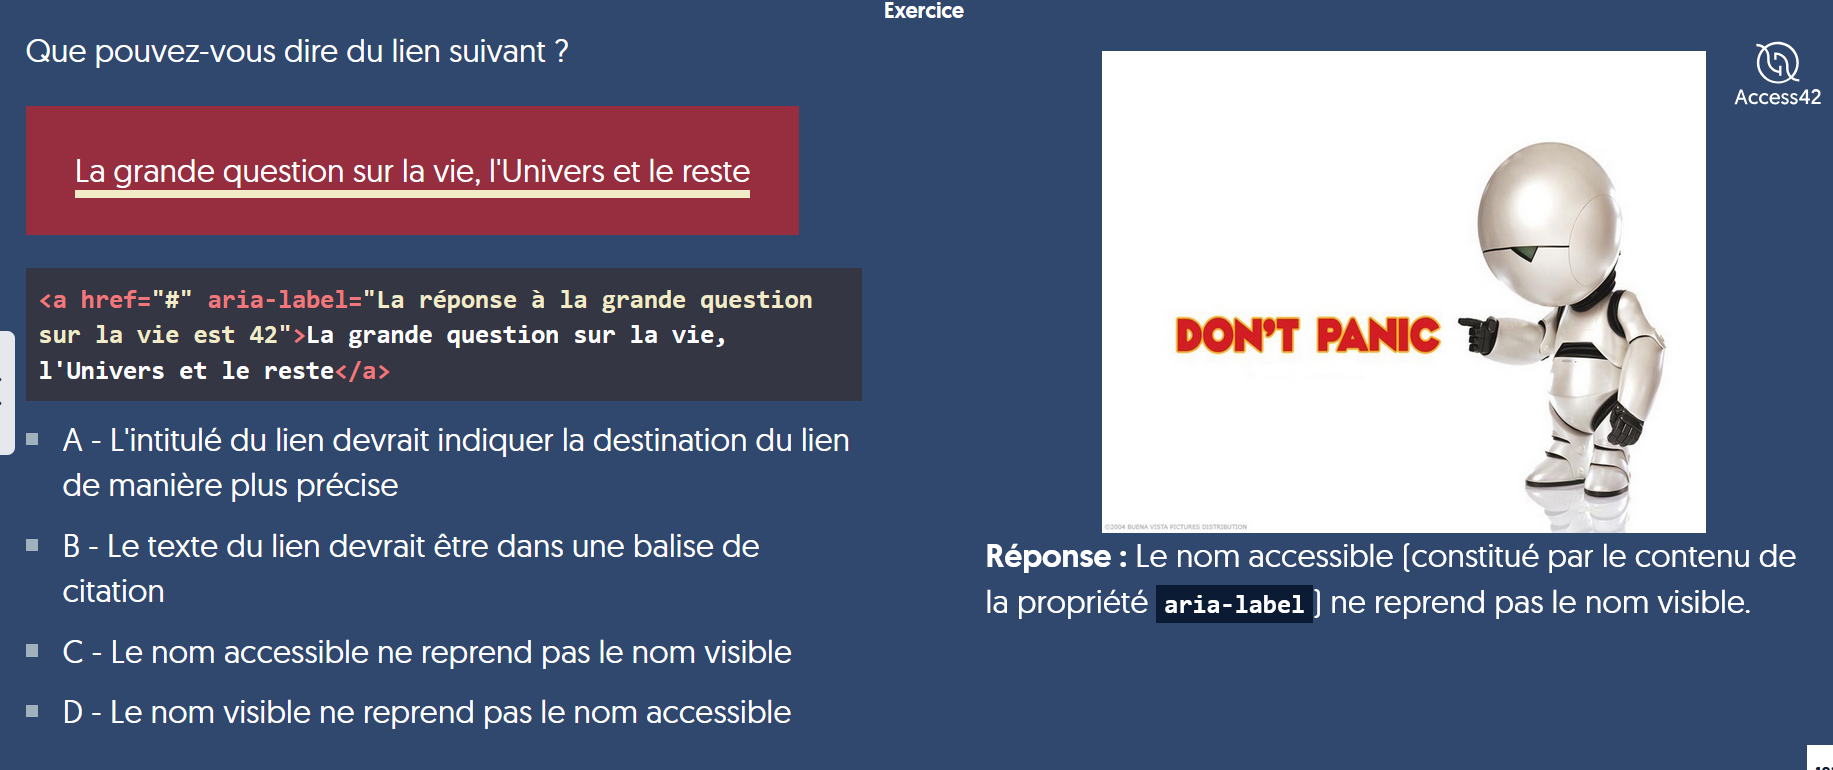 Exercice
Que pouvez-vous dire du lien suivant ?
La grande question sur la vie, l'Univers et le reste
<a href="#" aria-label="La réponse à la grande question
sur la vie est 42">La grande question sur la vie,
l'Univers et le reste</a>
A - L'intitulé du lien devrait indiquer la destination du lien
de manière plus précise
B - Le texte du lien devrait être dans une balise de
citation
C - Le nom accessible ne reprend pas le nom visible
D - Le nom visible ne reprend pas le nom accessible
Access42
DON'T PANIC
©2004 BUENA VISTA PICTURES DISTRIBUTION
Réponse : Le nom accessible (constitué par le contenu de
la propriété aria-label) ne reprend pas le nom visible.